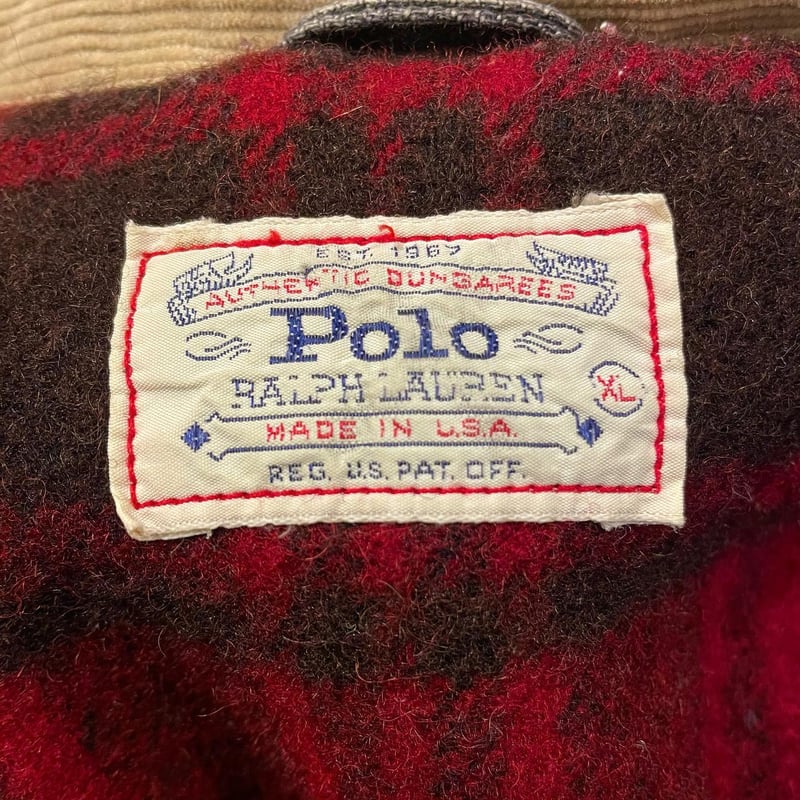 EST. 1967
AUTHENTIC DUNGAREES
Polo
RALPH LAUREN
XL
MADE IN U.S.A.
REG. U.S. PAT. OFF.